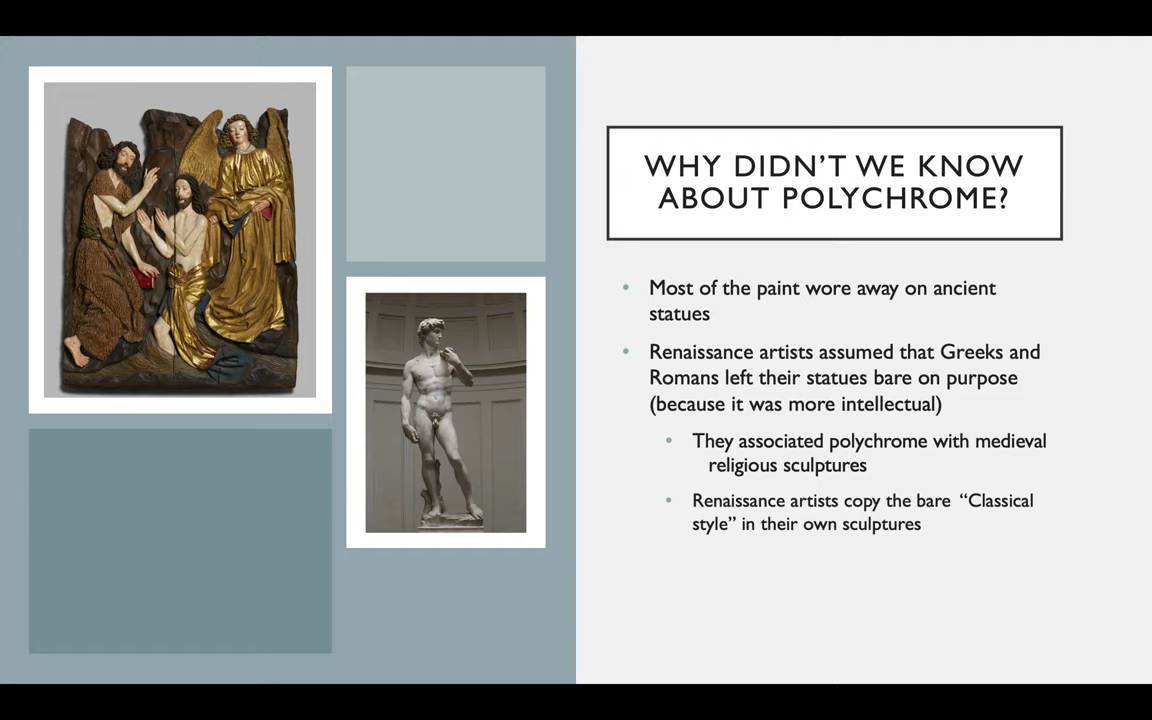 WHY DIDN’T WE KNOW
ABOUT POLYCHROME?
• Most of the paint wore away on ancient
statues
• Renaissance artists assumed that Greeks and
Romans left their statues bare on purpose
(because it was more intellectual)
• They associated polychrome with medieval
religious sculptures
• Renaissance artists copy the bare “Classical
style” in their own sculptures